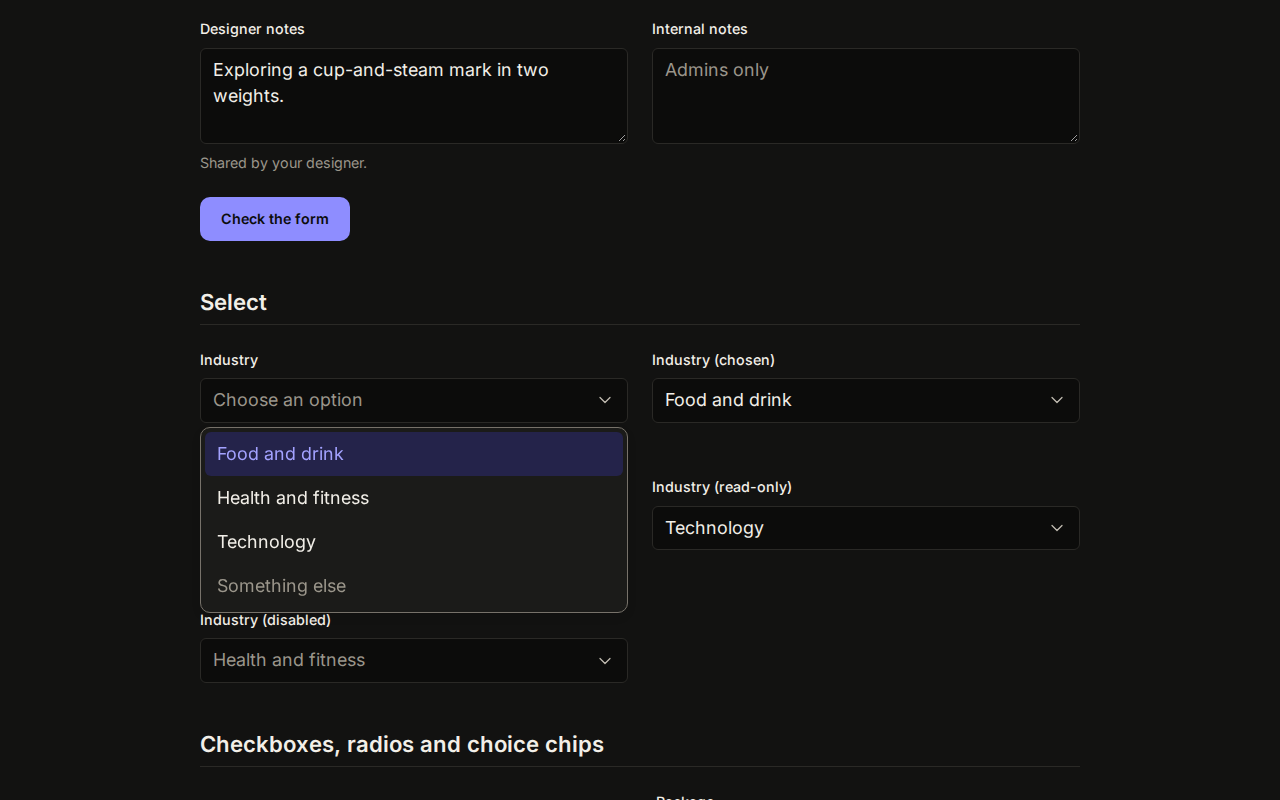 Designer notes
Internal notes
Exploring a cup-and-steam mark in two
weights.
Admins only
Shared by your designer.
Check the form
Select
Industry
Industry (chosen)
Choose an option
Food and drink
Food and drink
Health and fitness
Technology
Something else
Industry (read-only)
Technology
Industry (disabled)
Health and fitness
Checkboxes, radios and choice chips